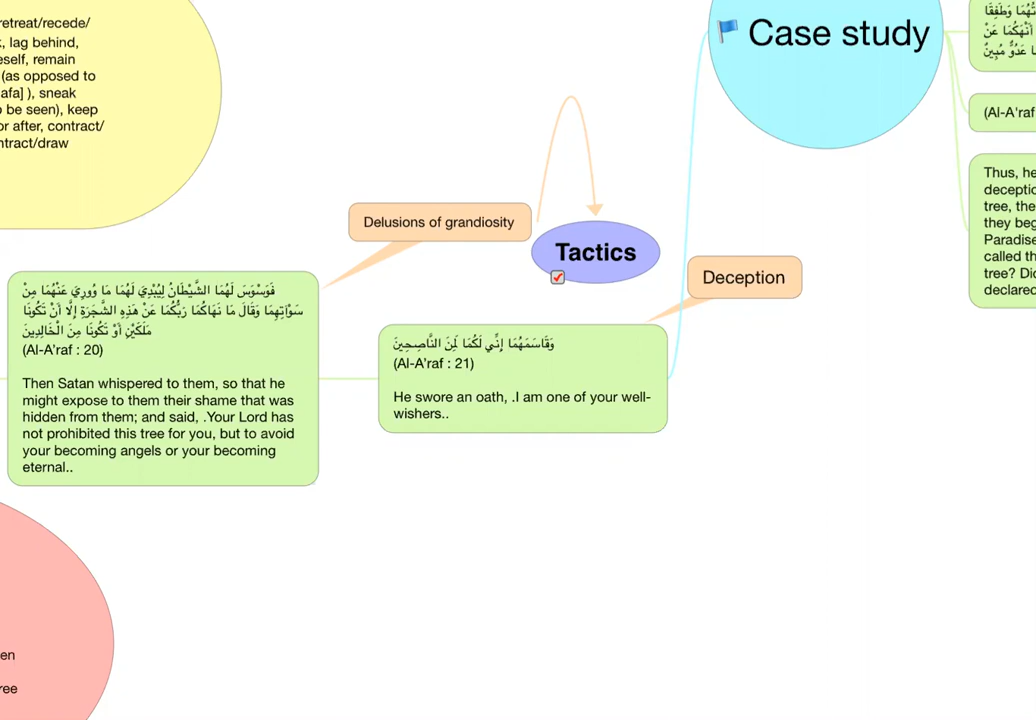 retreat/recede/
, lag behind,
eself, remain
(as opposed to
afa] ), sneak
be seen), keep
or after, contract/
ntract/draw
Case study
أَنْهَكُمَا عَنْ
عَدُوٌّ مُبِينٌ
(Al-A'raf
Thus, he
deceptic
tree, the
they beg
Paradise
called th
tree? Did
declared
Delusions of grandiosity
Tactics
Deception
فَوَسْوَسَ لَهُمَا الشَّيْطَانُ لِيُبْدِيَ لَهُمَا مَا وُورِيَ عَنْهُمَا مِنْ
سَوْآتِهِمَا وَقَالَ مَا نَهَاكُمَا رَبُّكُمَا عَنْ هَذِهِ الشَّجَرَةِ إِلَّا أَنْ تَكُونَا
مَلَكَيْنِ أَوْ تَكُونَا مِنَ الْخَالِدِينَ
(Al-A'raf : 20)
Then Satan whispered to them, so that he
might expose to them their shame that was
hidden from them; and said, .Your Lord has
not prohibited this tree for you, but to avoid
your becoming angels or your becoming
eternal..
وَقَاسَمَهُمَا إِنِّي لَكُمَا لَمِنَ النَّاصِحِينَ
(Al-A'raf : 21)
He swore an oath, .I am one of your well-
wishers..
en
ree